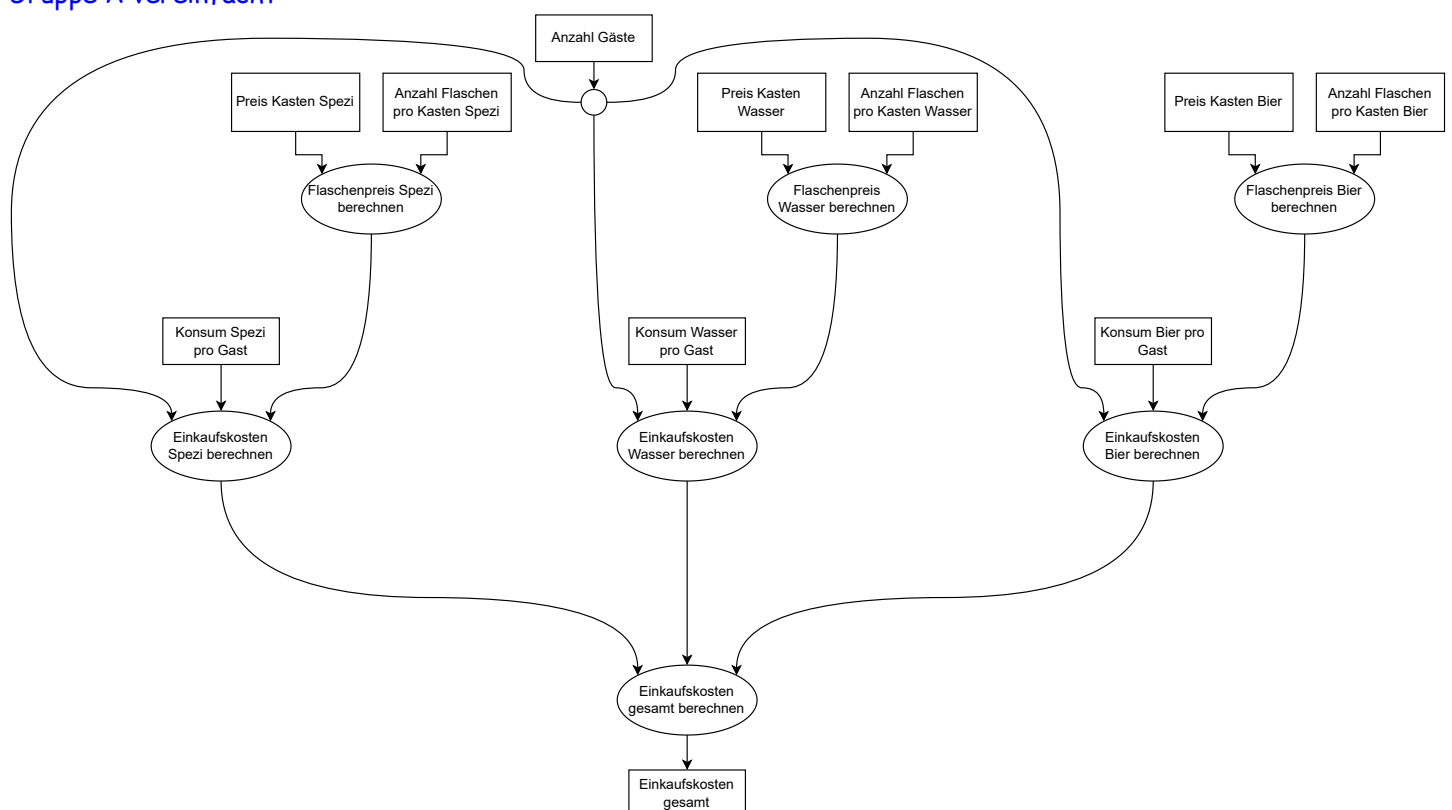 Gruppe A vereinfacht
Anzahl Gäste
Preis Kasten Spezi
Anzahl Flaschen
pro Kasten Spezi
Preis Kasten
Wasser
Anzahl Flaschen
pro Kasten Wasser
Preis Kasten Bier
Anzahl Flaschen
pro Kasten Bier
Flaschenpreis Spezi
berechnen
Flaschenpreis
Wasser berechnen
Flaschenpreis Bier
berechnen
Konsum Spezi
pro Gast
Konsum Wasser
pro Gast
Konsum Bier pro
Gast
Einkaufskosten
Spezi berechnen
Einkaufskosten
Wasser berechnen
Einkaufskosten
Bier berechnen
Einkaufskosten
gesamt berechnen
Einkaufskosten
gesamt